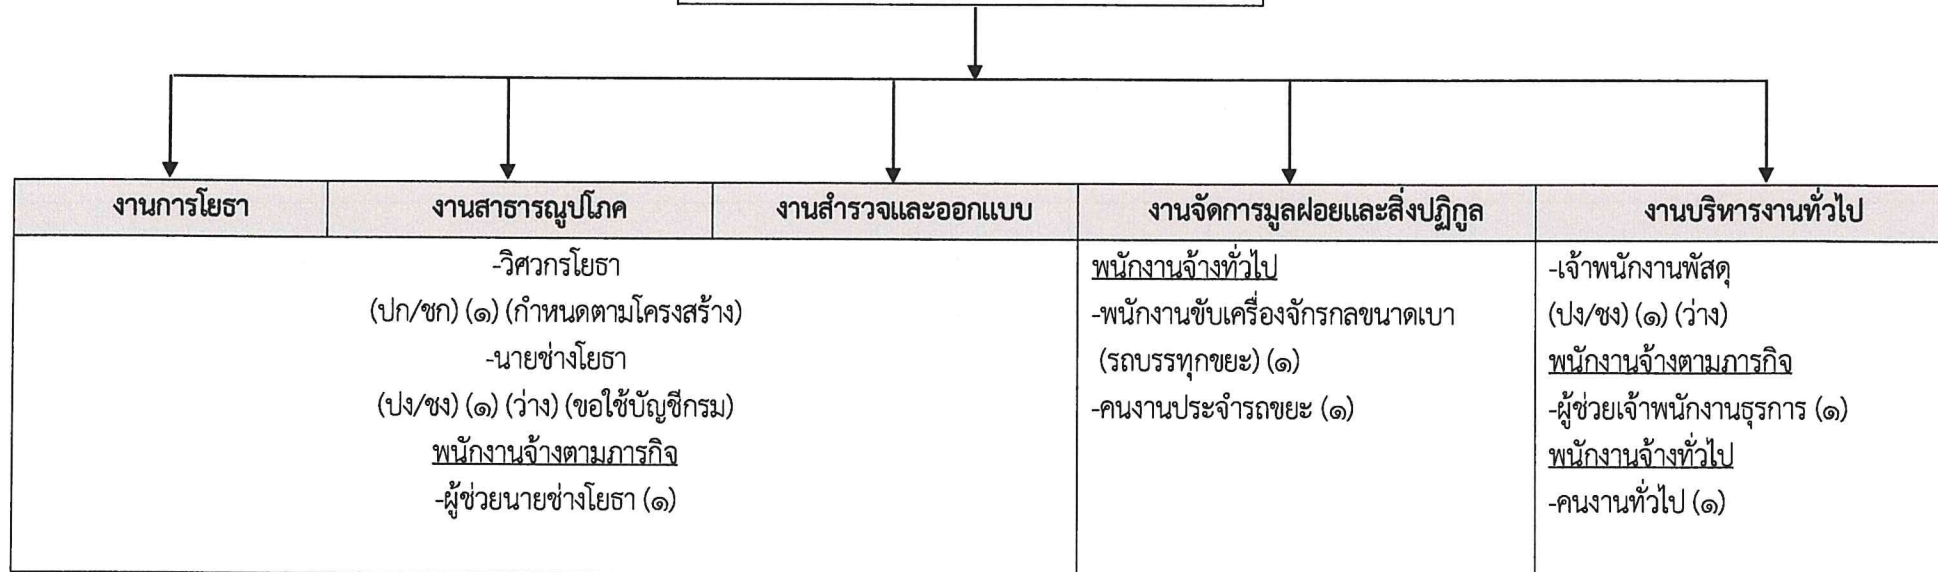 งานการโยธา
งานสาธารณูปโภค
งานสำรวจและออกแบบ
งานจัดการมูลฝอยและสิ่งปฏิกูล
งานบริหารงานทั่วไป
-วิศวกรโยธา
(ปก/ชก) (๑) (กำหนดตามโครงสร้าง)
-นายช่างโยธา
(ปง/ชง) (๑) (ว่าง) (ขอใช้บัญชีกรม)
พนักงานจ้างตามภารกิจ
-ผู้ช่วยนายช่างโยธา (๑)
พนักงานจ้างทั่วไป
-พนักงานขับเครื่องจักรกลขนาดเบา
(รถบรรทุกขยะ) (๑)
-คนงานประจำรถขยะ (๑)
-เจ้าพนักงานพัสดุ
(ปง/ชง) (๑) (ว่าง)
พนักงานจ้างตามภารกิจ
-ผู้ช่วยเจ้าพนักงานธุรการ (๑)
พนักงานจ้างทั่วไป
-คนงานทั่วไป (๑)